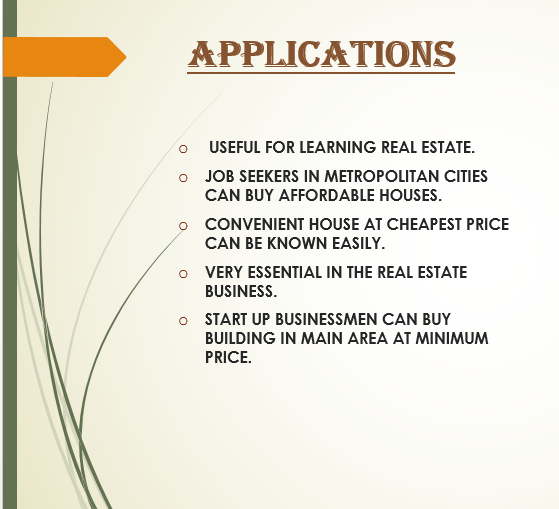 APPLICATIONS
USEFUL FOR LEARNING REAL ESTATE.
JOB SEEKERS IN METROPOLITAN CITIES
CAN BUY AFFORDABLE HOUSES.
CONVENIENT HOUSE AT CHEAPEST PRICE
CAN BE KNOWN EASILY.
VERY ESSENTIAL IN THE REAL ESTATE
BUSINESS.
START UP BUSINESSMEN CAN BUY
BUILDING IN MAIN AREA AT MINIMUM
PRICE.